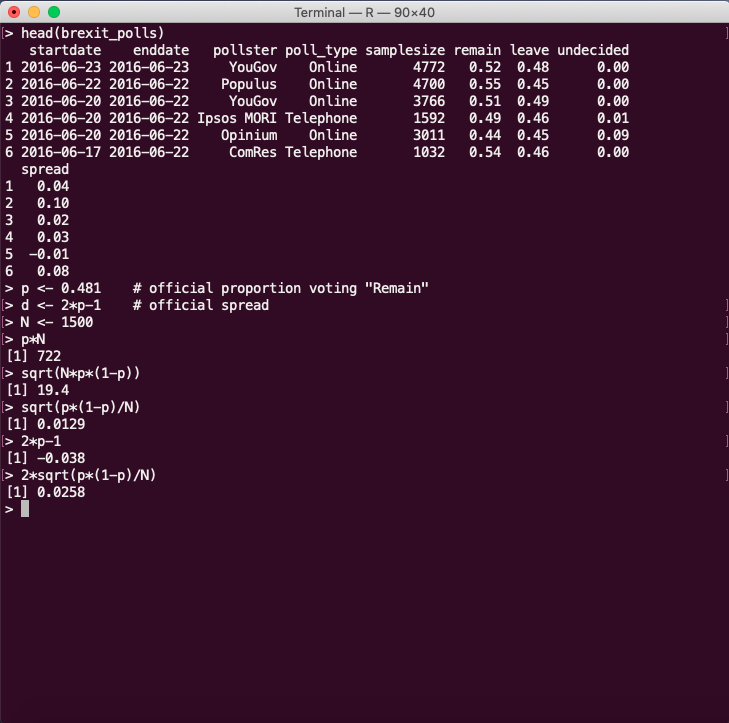 Terminal — R — 90×40
> head(brexit_polls)
   startdate    enddate   pollster poll_type samplesize remain leave undecided
1 2016-06-23 2016-06-23     YouGov    Online       4772   0.52  0.48      0.00
2 2016-06-22 2016-06-22    Populus    Online       4700   0.55  0.45      0.00
3 2016-06-20 2016-06-22     YouGov    Online       3766   0.51  0.49      0.00
4 2016-06-20 2016-06-22 Ipsos MORI Telephone       1592   0.49  0.46      0.01
5 2016-06-20 2016-06-22    Opinium    Online       3011   0.44  0.45      0.09
6 2016-06-17 2016-06-22     ComRes Telephone       1032   0.54  0.46      0.00
  spread
1   0.04
2   0.10
3   0.02
4   0.03
5  -0.01
6   0.08
> p <- 0.481    # official proportion voting "Remain"
> d <- 2*p-1    # official spread
> N <- 1500
> p*N
[1] 722
> sqrt(N*p*(1-p))
[1] 19.4
> sqrt(p*(1-p)/N)
[1] 0.0129
> 2*p-1
[1] -0.038
> 2*sqrt(p*(1-p)/N)
[1] 0.0258
>